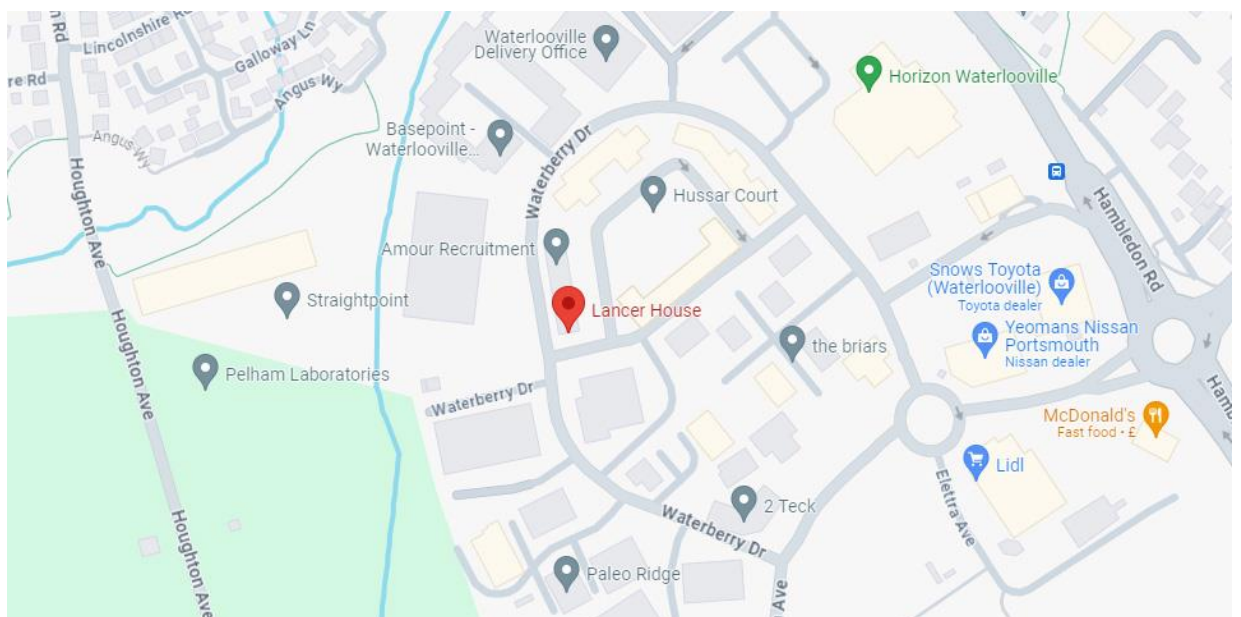 n Rd
Lincolnshire Rd
re Rd
Galloway Ln
Angus Wy
Angus Wy
Houghton Ave
Houghton Ave
Houghton Ave
Waterlooville
Delivery Office
Horizon Waterlooville
Basepoint -
Waterlooville...
Waterberry Dr
Hussar Court
Amour Recruitment
Hambledon Rd
Straightpoint
Lancer House
Snows Toyota
(Waterlooville)
Toyota dealer
Yeomans Nissan
Portsmouth
Nissan dealer
the briars
Pelham Laboratories
Waterberry Dr
McDonald's
Fast food · £
Hamb
Lidl
Elettra Ave
2 Teck
Waterberry Dr
Paleo Ridge
Ave